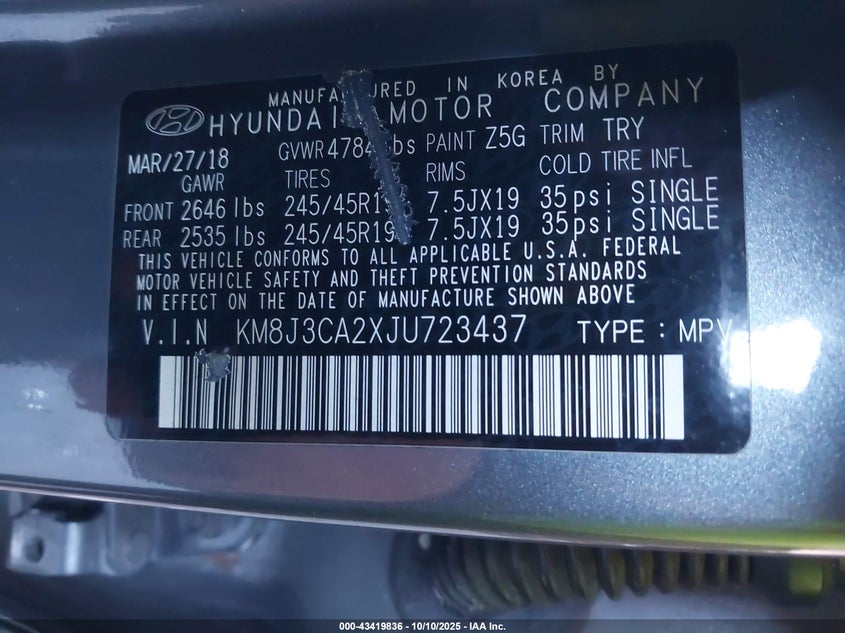 MANUFACTURED IN KOREA BY
HYUNDAI MOTOR COMPANY
MAR/27/18 GVWR 4784 lbs PAINT Z5G TRIM TRY
GAWR TIRES RIMS COLD TIRE INFL
FRONT 2646 lbs 245/45R19 7.5JX19 35psi SINGLE
REAR 2535 lbs 245/45R19 7.5JX19 35psi SINGLE
THIS VEHICLE CONFORMS TO ALL APPLICABLE U.S.A. FEDERAL
MOTOR VEHICLE SAFETY AND THEFT PREVENTION STANDARDS
IN EFFECT ON THE DATE OF MANUFACTURE SHOWN ABOVE
V.I.N KM8J3CA2XJU723437 TYPE : MPV
000-43419836 - 10/10/2025 - IAA Inc.